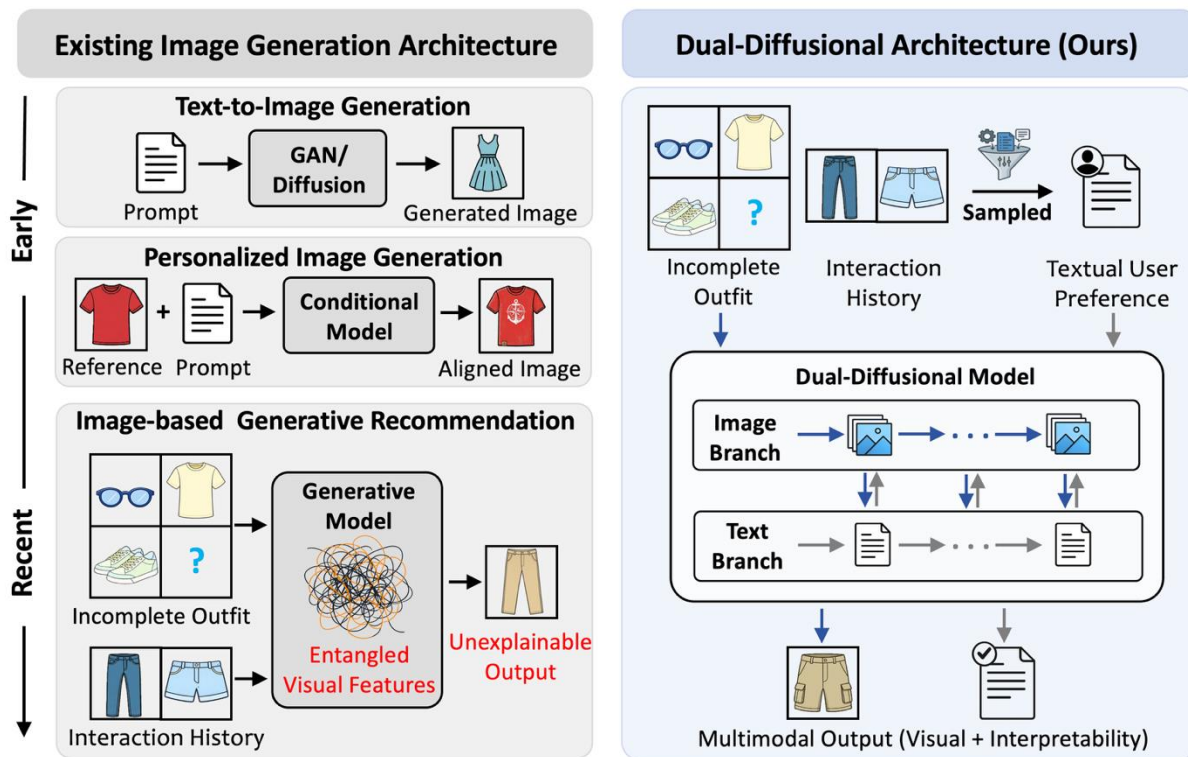 Existing Image Generation Architecture
Early
Recent
Text-to-Image Generation
Prompt
GAN/
Diffusion
Generated Image
Personalized Image Generation
Reference
+
Prompt
Conditional
Model
Aligned Image
Image-based Generative Recommendation
?
Incomplete Outfit
Interaction History
Generative
Model
Entangled
Visual Features
Unexplainable
Output
Dual-Diffusional Architecture (Ours)
?
Incomplete
Outfit
Interaction
History
Sampled
Textual User
Preference
Dual-Diffusional Model
Image
Branch
. . .
Text
Branch
. . .
Multimodal Output (Visual + Interpretability)